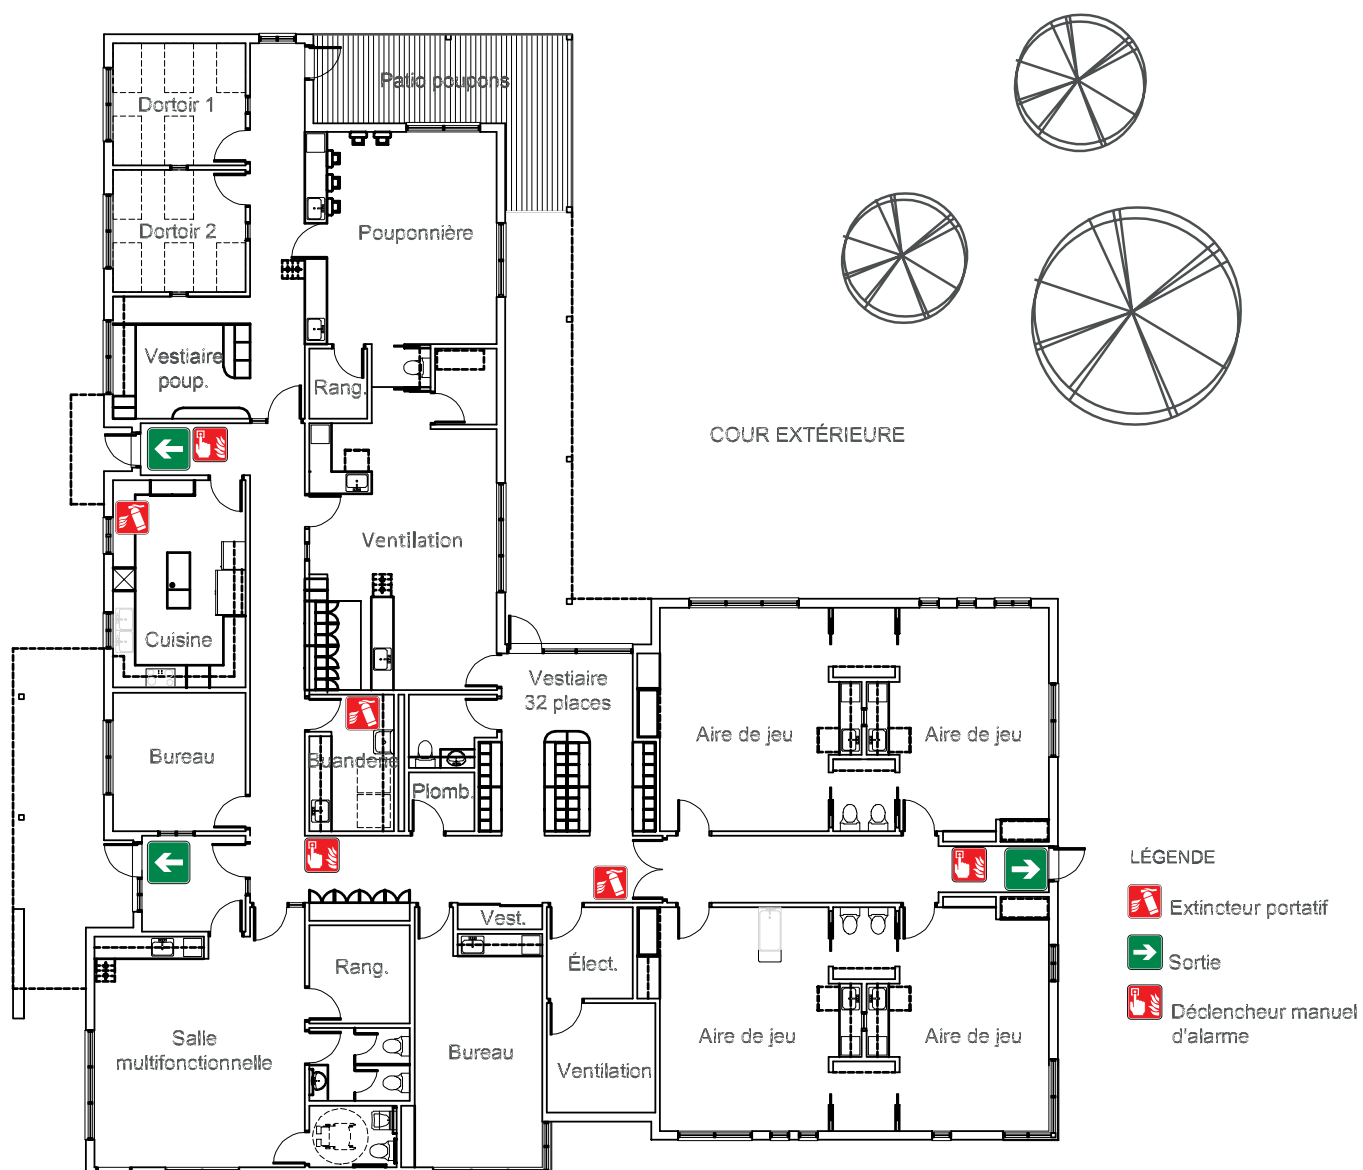 Patio poupons
Dortoir 1
Dortoir 2
Pouponnière
Vestiaire
poup.
Rang.
COUR EXTÉRIEURE
Ventilation
Cuisine
Vestiaire
32 places
Bureau
Buanderie
Plomb.
Aire de jeu
Aire de jeu
LÉGENDE
Extincteur portatif
Sortie
Déclencheur manuel
d'alarme
Vest.
Rang.
Élect.
Salle
multifonctionnelle
Bureau
Ventilation
Aire de jeu
Aire de jeu